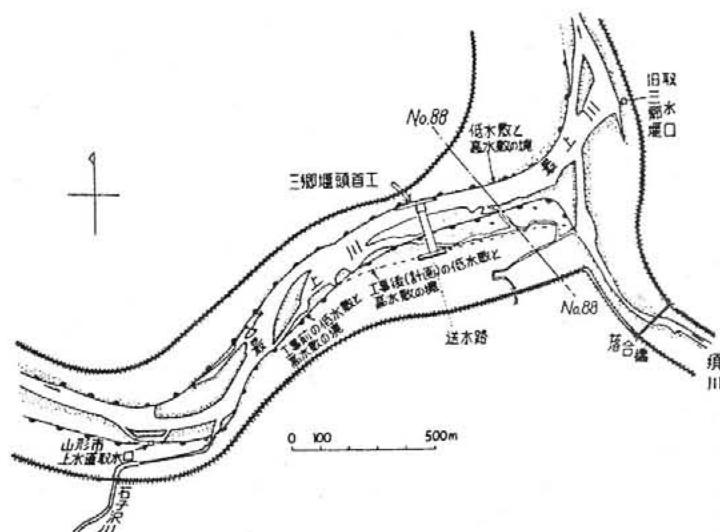 旧三郷堰
取水口
No.88
低水敷と
高水敷の境
最上川
三郷堰頭首工
最上川
工事後(計画)の低水敷と
高水敷の境
工事前の低水敷と
高水敷の境
No.88
送水路
落合橋
須川
0 100 500m
山形市
上水道取水口
石子沢川